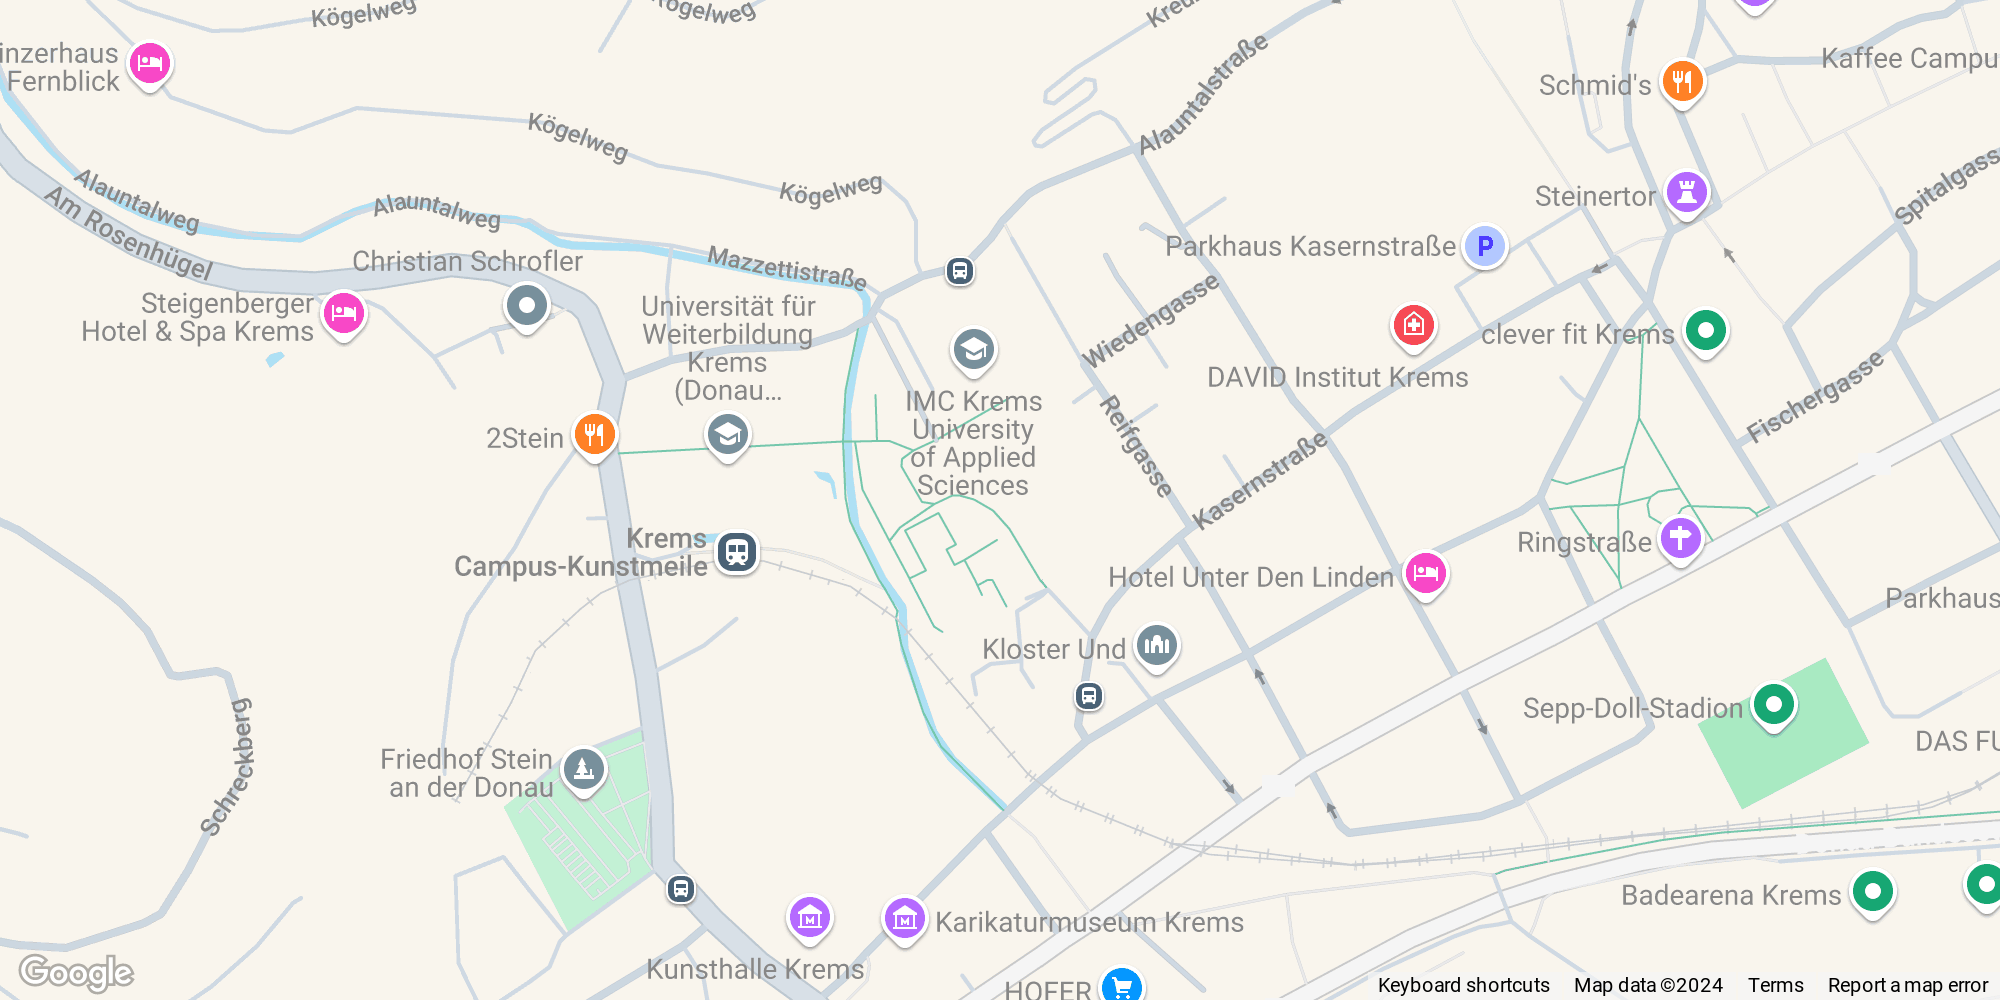 Kögelweg
Kögelweg
Kreu
inzerhaus
Fernblick
Alauntalstraße
Kaffee Campu
Schmid's
Kögelweg
Kögelweg
Spitalgass
Alauntalweg
Alauntalweg
Steinertor
Am Rosenhügel
Parkhaus Kasernstraße
Christian Schrofler
Mazzettistraße
Steigenberger
Hotel & Spa Krems
Universität für
Weiterbildung
Krems
(Donau...
Wiedengasse
clever fit Krems
DAVID Institut Krems
Fischergasse
IMC Krems
University
of Applied
Sciences
Reifgasse
2Stein
Kasernstraße
Krems
Campus-Kunstmeile
Ringstraße
Hotel Unter Den Linden
Parkhaus
Kloster Und
Sepp-Doll-Stadion
DAS FU
Schreckberg
Friedhof Stein
an der Donau
Badearena Krems
Karikaturmuseum Krems
Kunsthalle Krems
HOFER
Google
Keyboard shortcuts
Map data ©2024
Terms
Report a map error